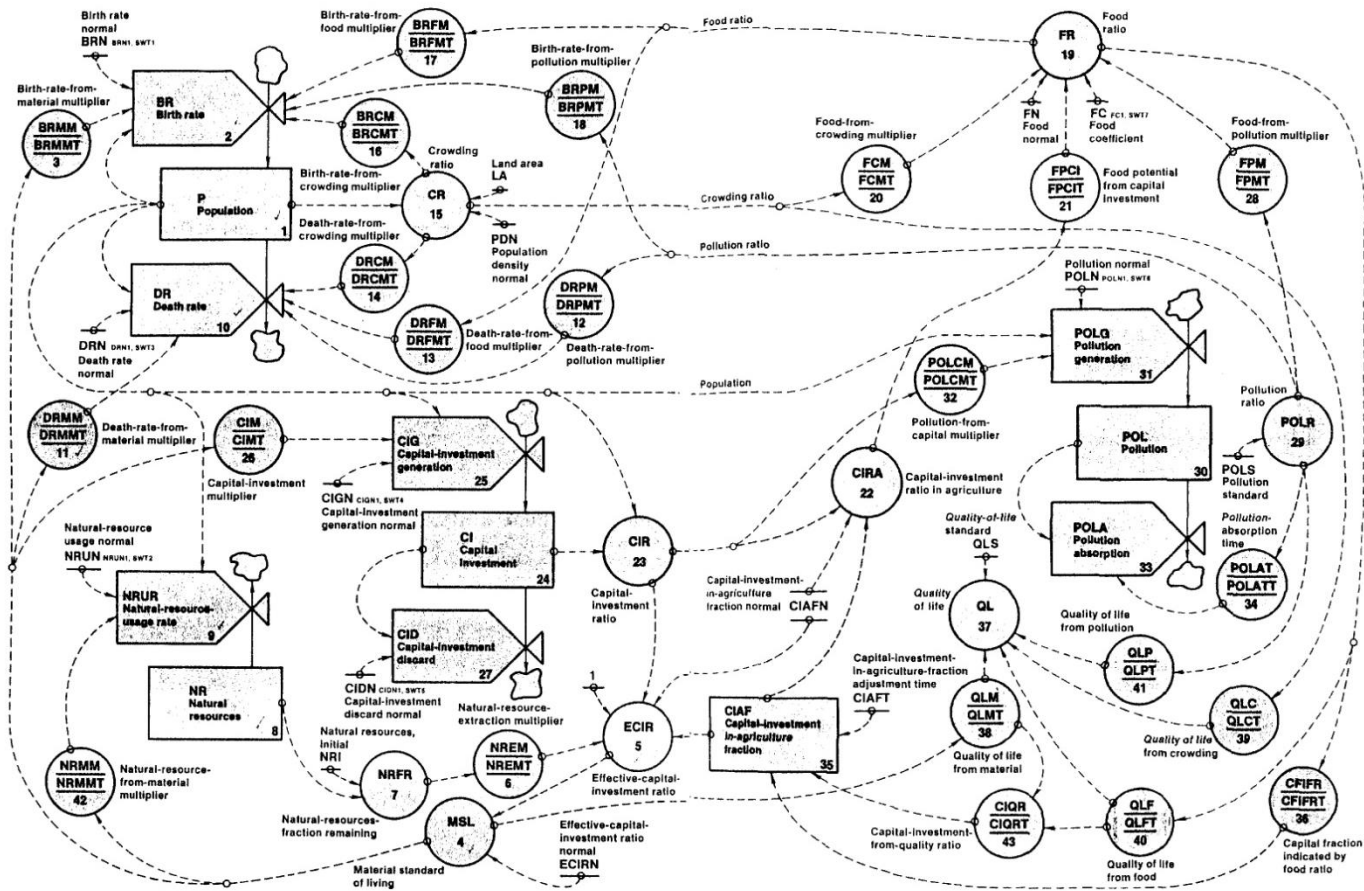 Birth rate
normal
BRN BRN1, SWT1
Birth-rate-from-
food multiplier
BRFM
BRFMT
17
Food ratio
FR
19
Food
ratio
Birth-rate-from-
material multiplier
BRMM
BRMMT
3
BR
Birth rate
2
Birth-rate-from-
pollution multiplier
BRPM
BRPMT
18
BRCM
BRCMT
16
FN
Food
normal
FC FC1, SWT7
Food
coefficient
Food-from-
crowding multiplier
FCM
FCMT
20
FPCI
FPCIT
21
Food potential
from capital
investment
Food-from-
pollution multiplier
FPM
FPMT
28
P
Population
1
Birth-rate-from-
crowding multiplier
Crowding
ratio
CR
15
Land area
LA
Crowding ratio
PDN
Population
density
normal
Death-rate-from-
crowding multiplier
DRCM
DRCMT
14
DR
Death rate
10
DRN DRN1, SWT3
Death rate
normal
DRFM
DRFMT
13
Death-rate-from-
food multiplier
DRPM
DRPMT
12
Death-rate-from-
pollution multiplier
Pollution ratio
Pollution normal
POLN POLN1, SWT6
POLG
Pollution
generation
31
Population
POLCM
POLCMT
32
Pollution-from-
capital multiplier
DRMM
DRMMT
11
Death-rate-from-
material multiplier
CIM
CIMT
26
Capital-investment
multiplier
CIG
Capital-investment
generation
25
CIGN CIGN1, SWT4
Capital-investment
generation normal
CI
Capital
investment
24
CIR
23
Capital-
investment
ratio
CIRA
22
Capital-investment
ratio in agriculture
POL
Pollution
30
Pollution
ratio
POLR
29
POLS
Pollution
standard
POLA
Pollution
absorption
33
Pollution-
absorption
time
POLAT
POLATT
34
Natural-resource
usage normal
NRUN NRUN1, SWT2
NRUR
Natural-resource-
usage rate
9
NR
Natural
resources
8
CID
Capital-investment
discard
27
CIDN CIDN1, SWT5
Capital-investment
discard normal
Capital-investment-
in-agriculture
fraction normal
CIAFN
Quality-of-life
standard
QLS
Quality
of life
QL
37
Quality of life
from pollution
QLP
QLPT
41
QLC
QLCT
39
Quality of life
from crowding
Capital-investment-
in-agriculture-fraction
adjustment time
CIAFT
CIAF
Capital-investment
in-agriculture
fraction
35
QLM
QLMT
38
Quality of life
from material
Natural-resource-
extraction multiplier
NREM
NREMT
6
1
ECIR
5
Effective-capital-
investment ratio
Natural resources,
initial
NRI
NRFR
7
Natural-resources-
fraction remaining
NRMM
NRMMT
42
Natural-resource-
from-material
multiplier
MSL
4
Material standard
of living
Effective-capital-
investment ratio
normal
ECIRN
Capital-investment-
from-quality ratio
CIQR
CIQRT
43
QLF
QLFT
40
Quality of life
from food
CFIFR
CFIFRT
36
Capital fraction
indicated by
food ratio